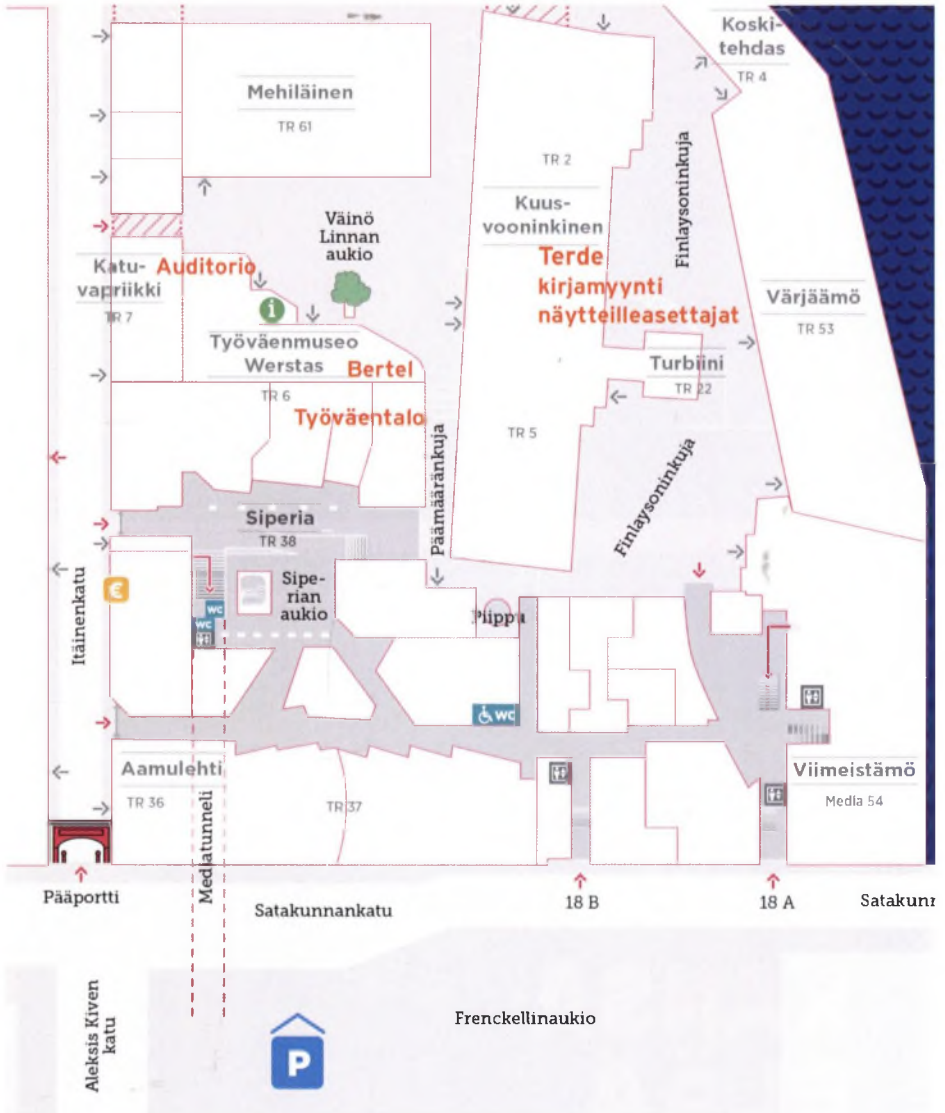 Koski-
tehdas
TR 4
Mehiläinen
TR 61
TR 2
Kuus-
vooninkinen
Finlaysoninkuja
Väinö
Linnan
aukio
Terde
kirjamyynti
näytteilleasettajat
Katu-
vapriikki
TR 7
Auditorio
i
Värjäämö
TR 53
Työväenmuseo
Werstas
TR 6
Bertel
Turbiini
TR 22
Työväentalo
TR 5
Päämääränkuja
Finlaysoninkuja
Siperia
TR 38
Sipe-
rian
aukio
€
WC
WC
Piippu
Itäinenkatu
WC
Aamulehti
TR 36
TR 37
Viimeistämö
Media 54
Mediatunneli
Pääportti
Satakunnankatu
18 B
18 A
Satakunn
Aleksis Kiven
katu
Frenckellinaukio
P